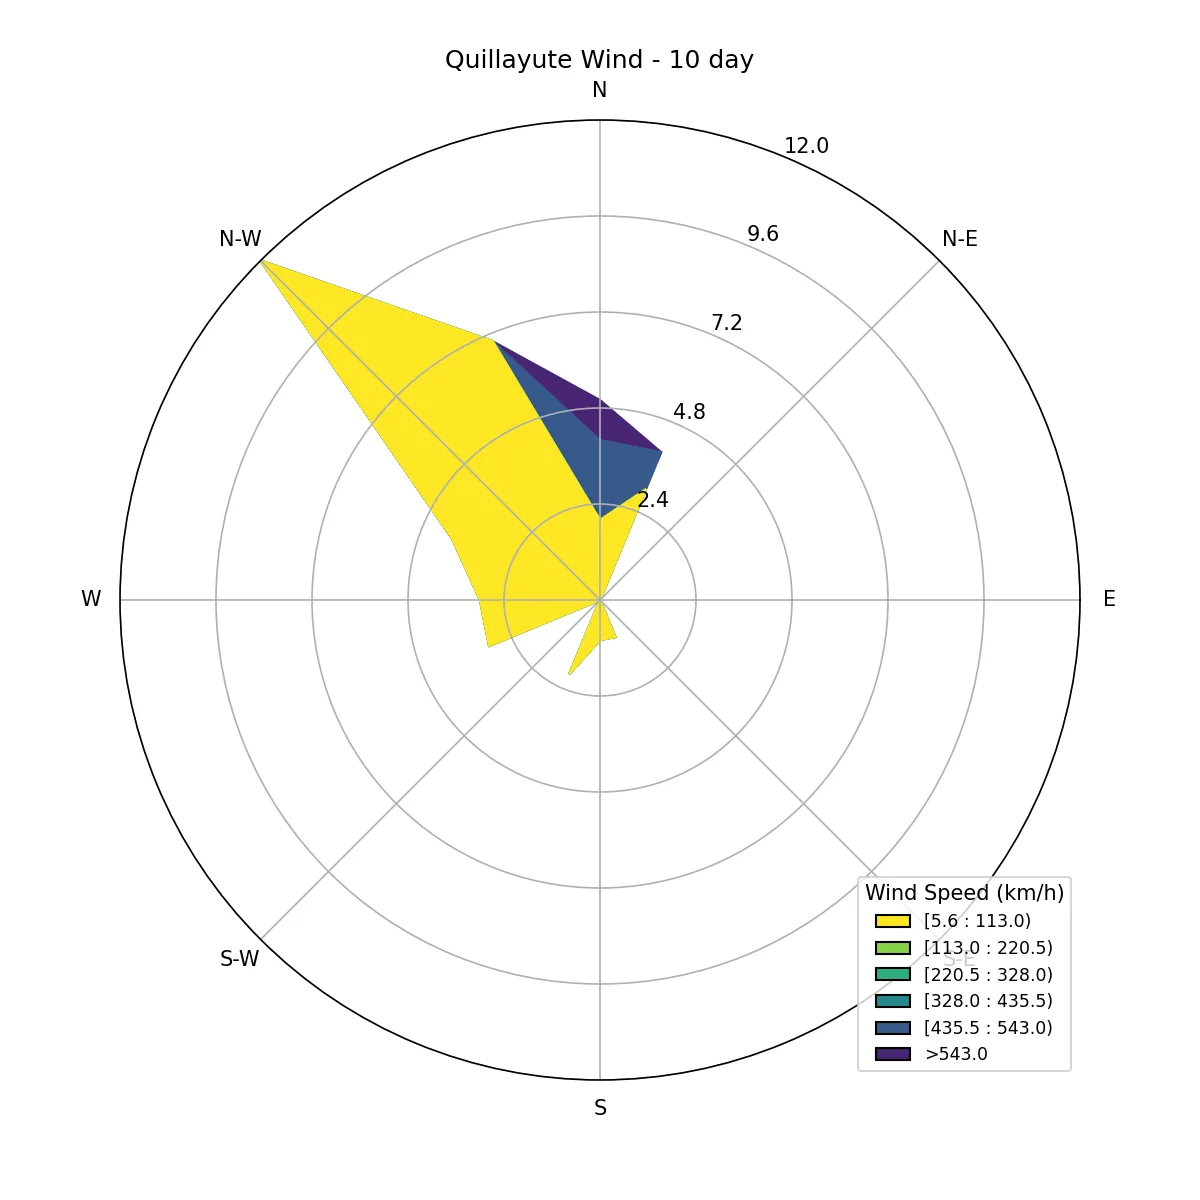 Quillayute Wind - 10 day
N
12.0
N-W
9.6
N-E
7.2
4.8
2.4
W
E
S-W
S-E
S
Wind Speed (km/h)
[5.6 : 113.0)
[113.0 : 220.5)
[220.5 : 328.0)
[328.0 : 435.5)
[435.5 : 543.0)
>543.0